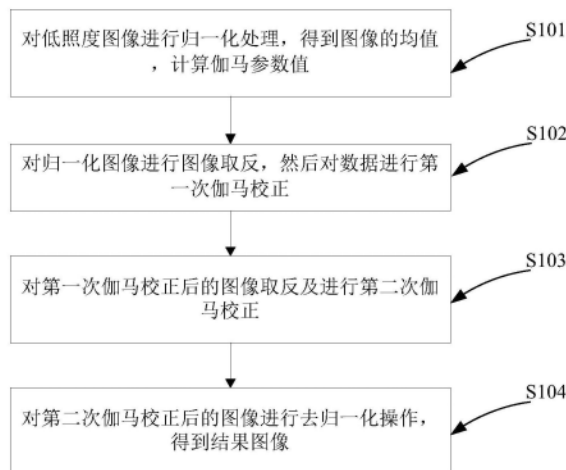 对低照度图像进行归一化处理，得到图像的均值
，计算伽马参数值
S101
对归一化图像进行图像取反，然后对数据进行第
一次伽马校正
S102
对第一次伽马校正后的图像取反及进行第二次伽
马校正
S103
对第二次伽马校正后的图像进行去归一化操作，
得到结果图像
S104